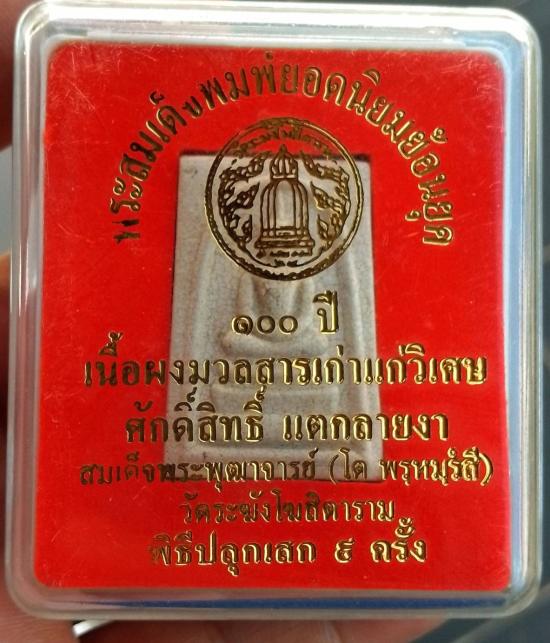 พระสมเด็จพิมพ์ยอดนิยมย้อนยุค
๑๐๐ ปี
เนื้อผงมวลสารเก่าแก่วิเศษ
ศักดิ์สิทธิ์ แตกลายงา
สมเด็จพระพุฒาจารย์ (โต พรฺหมฺรํสี)
วัดระฆังโฆสิตาราม
พิธีปลุกเสก ๙ ครั้ง